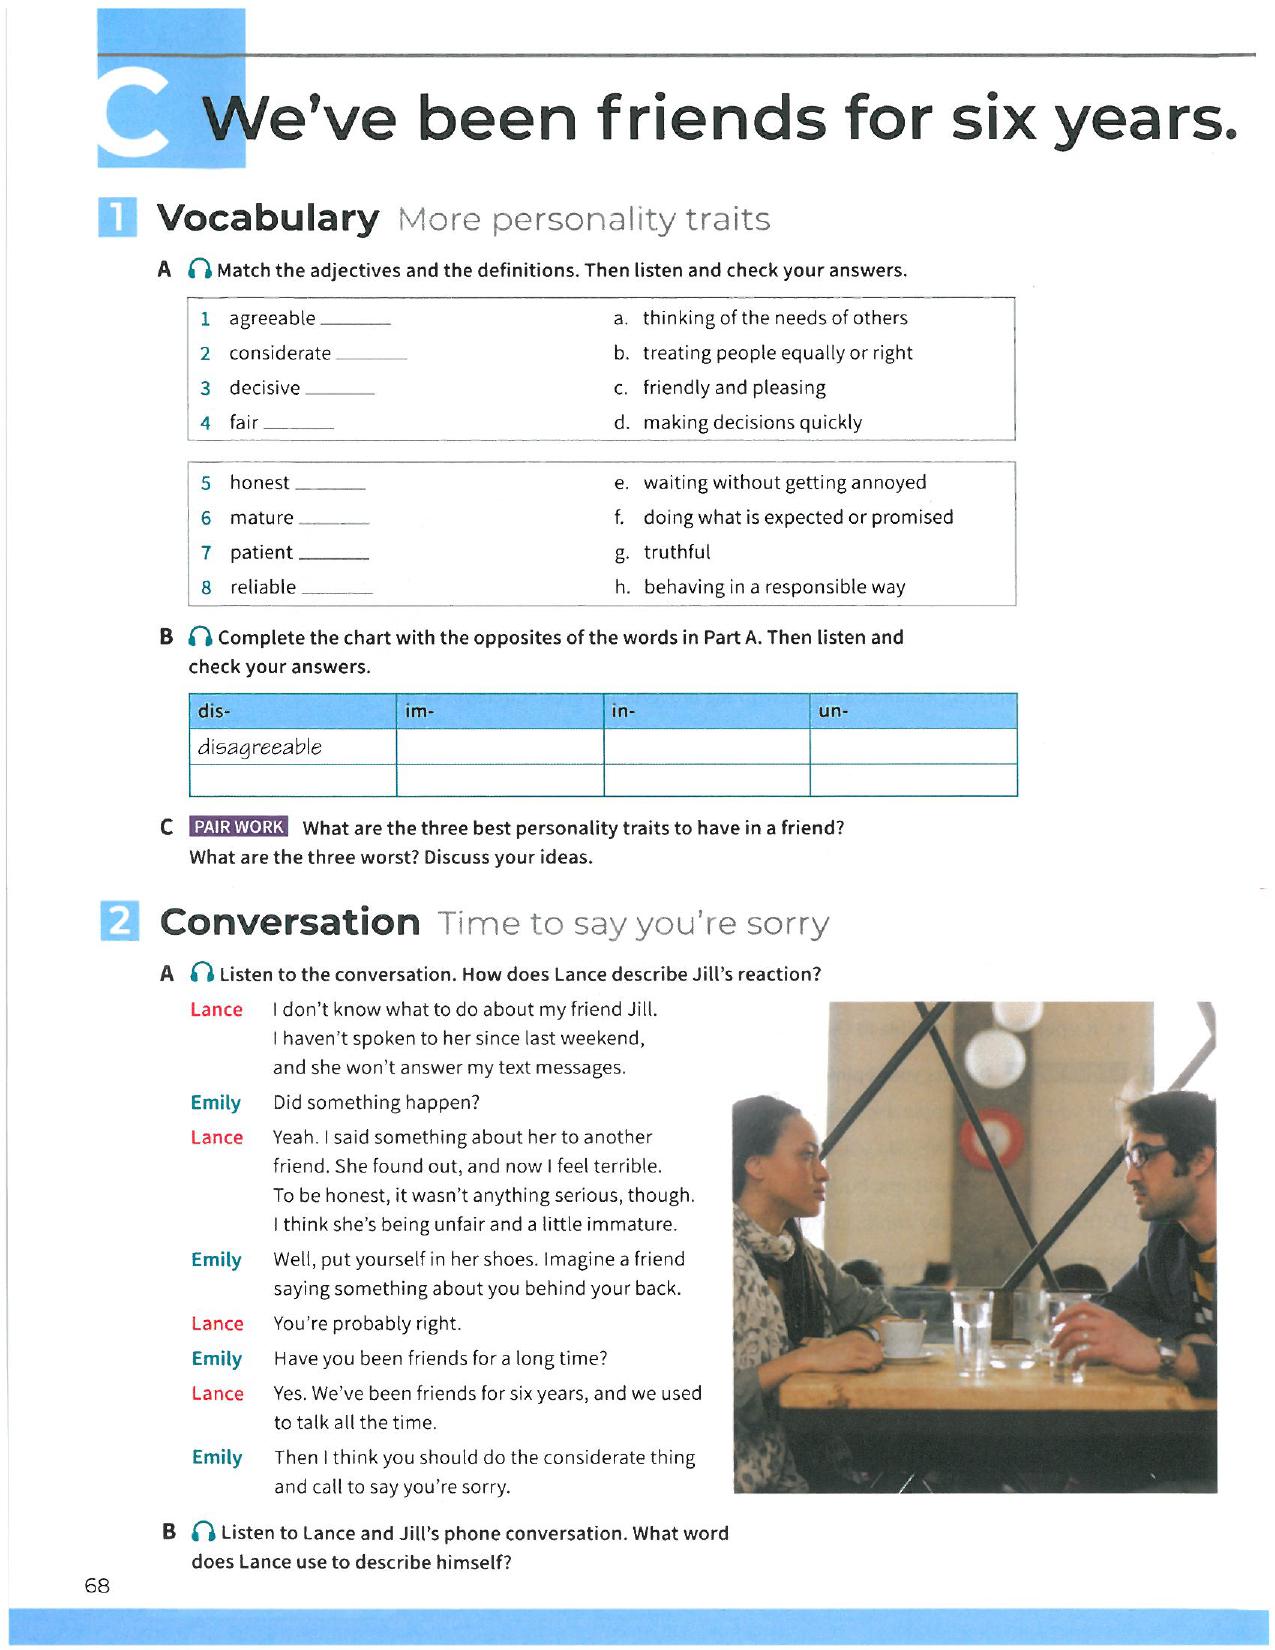 C We've been friends for six years.
1 Vocabulary More personality traits
A Match the adjectives and the definitions. Then listen and check your answers.
1 agreeable ______ a. thinking of the needs of others
2 considerate ______ b. treating people equally or right
3 decisive ______ c. friendly and pleasing
4 fair ______ d. making decisions quickly
5 honest ______ e. waiting without getting annoyed
6 mature ______ f. doing what is expected or promised
7 patient ______ g. truthful
8 reliable ______ h. behaving in a responsible way
B Complete the chart with the opposites of the words in Part A. Then listen and
check your answers.
dis- im- in- un-
disagreeable
C PAIR WORK What are the three best personality traits to have in a friend?
What are the three worst? Discuss your ideas.
2 Conversation Time to say you're sorry
A Listen to the conversation. How does Lance describe Jill's reaction?
Lance I don't know what to do about my friend Jill.
I haven't spoken to her since last weekend,
and she won't answer my text messages.
Emily Did something happen?
Lance Yeah. I said something about her to another
friend. She found out, and now I feel terrible.
To be honest, it wasn't anything serious, though.
I think she's being unfair and a little immature.
Emily Well, put yourself in her shoes. Imagine a friend
saying something about you behind your back.
Lance You're probably right.
Emily Have you been friends for a long time?
Lance Yes. We've been friends for six years, and we used
to talk all the time.
Emily Then I think you should do the considerate thing
and call to say you're sorry.
B Listen to Lance and Jill's phone conversation. What word
does Lance use to describe himself?
68